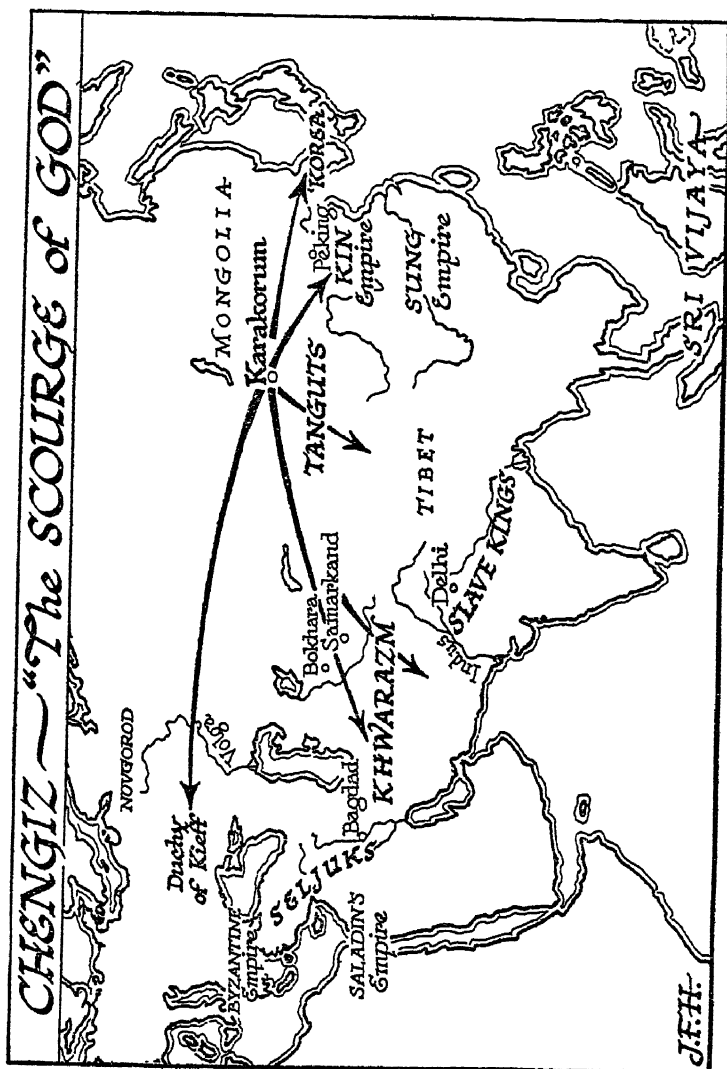 CHENGIZ — "The SCOURGE of GOD"
NOVGOROD
Volga
Duchy
of Kieff
BYZANTINE
Empire
SELJUKS
SALADIN'S
Empire
Bagdad
KHWARAZM
Bokhara
Samarkand
Indus
Delhi
SLAVE KINGS
TIBET
TANGUTS
Karakorum
MONGOLIA
Peking
KIN
Empire
KOREA
SUNG
Empire
SRI VIJAYA
J.F.H.